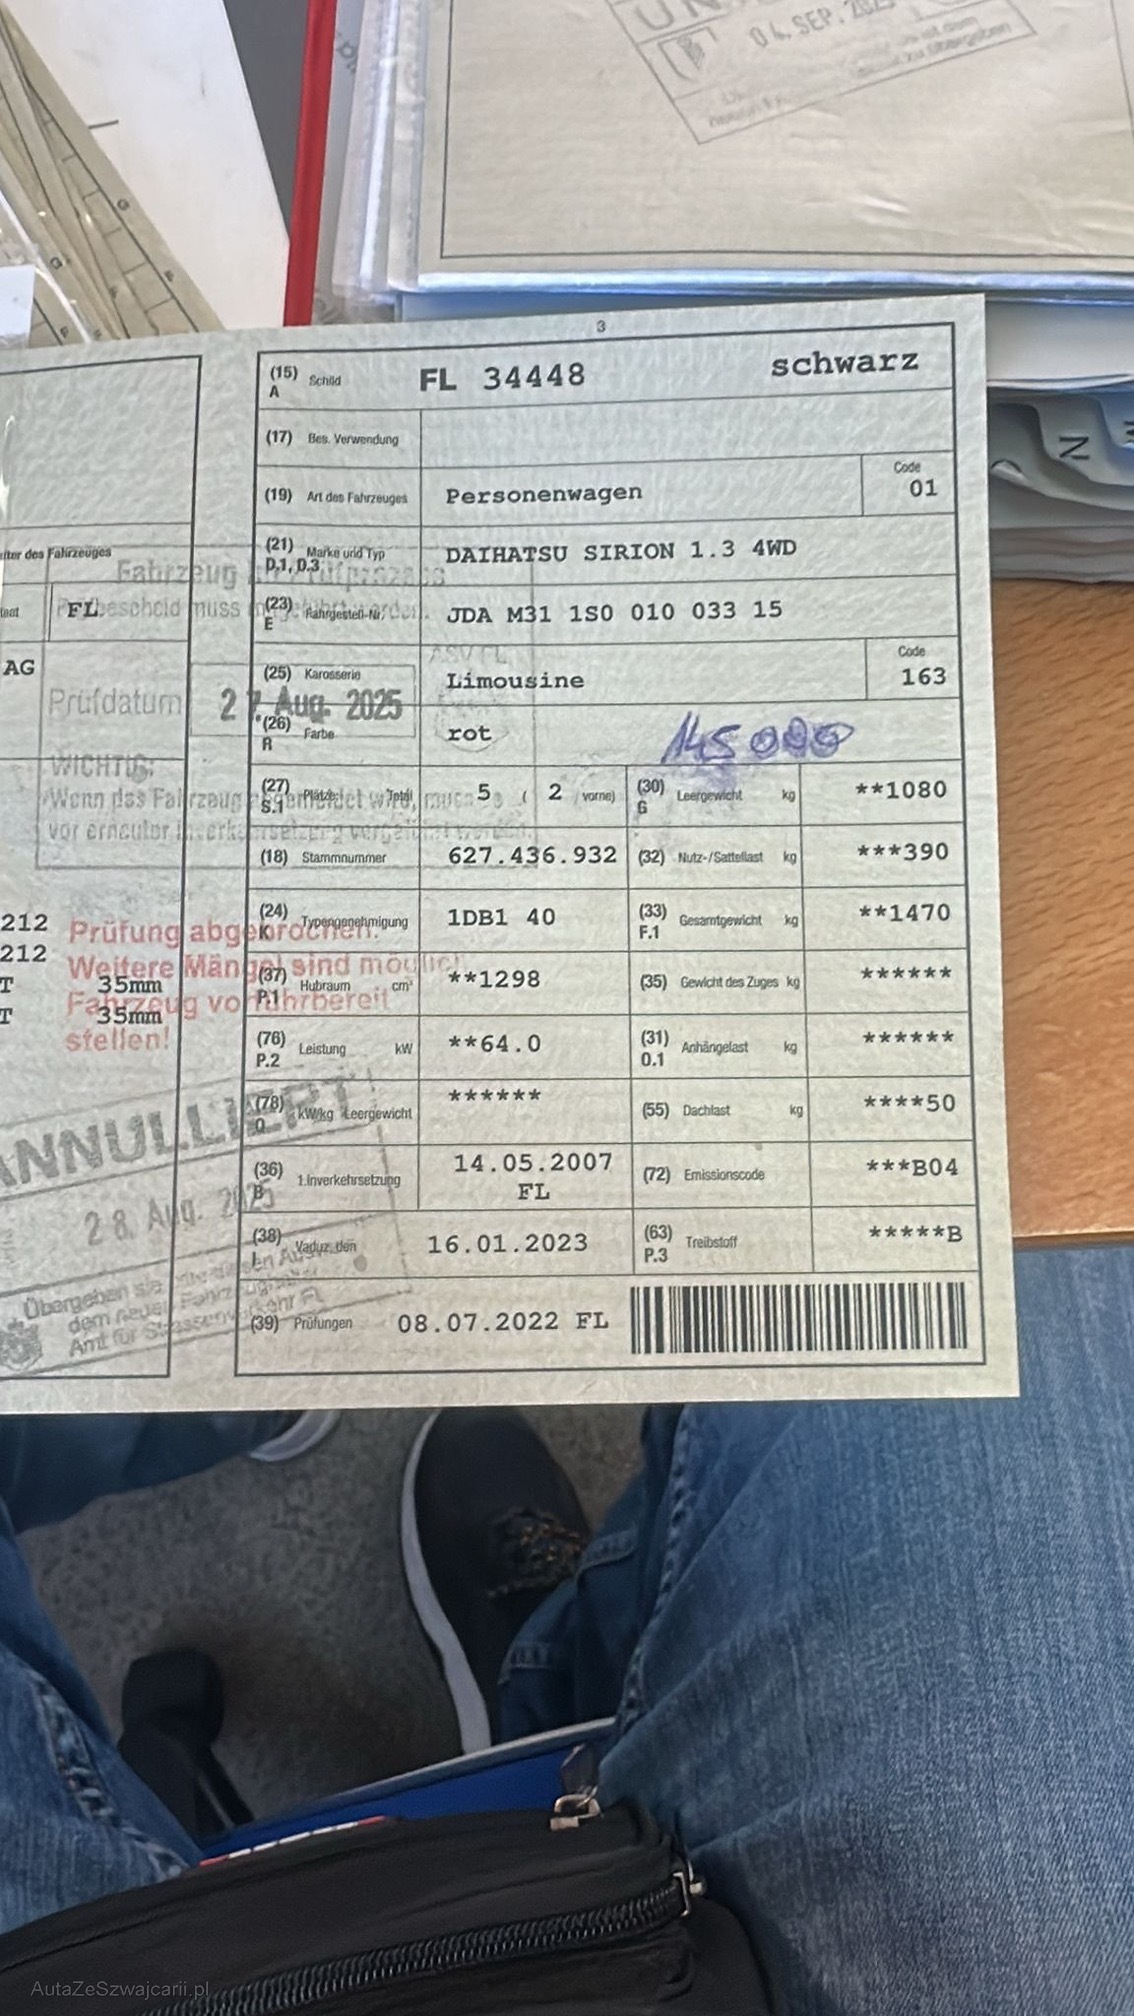 04. SEP.
3
(15) A Schild FL 34448 schwarz
(17) Bes. Verwendung
(19) Art des Fahrzeuges Personenwagen Code 01
(21) D.1, D.3 Marke und Typ DAIHATSU SIRION 1.3 4WD
(23) E Fahrgestell-Nr. JDA M31 1S0 010 033 15
(25) Karosserie Limousine Code 163
(26) R Farbe rot 145000
(27) S.1 Plätze Total 5 ( 2 vorne) (30) G Leergewicht kg **1080
(18) Stammnummer 627.436.932 (32) Nutz-/Sattellast kg ***390
(24) K Typengenehmigung 1DB1 40 (33) F.1 Gesamtgewicht kg **1470
(37) P.1 Hubraum cm³ **1298 (35) Gewicht des Zuges kg ******
(76) P.2 Leistung kW **64.0 (31) O.1 Anhängelast kg ******
(78) kW/kg Leergewicht ****** (55) Dachlast kg ****50
(36) B 1.Inverkehrsetzung 14.05.2007 FL (72) Emissionscode ***B04
(38) I Vaduz, den 16.01.2023 (63) P.3 Treibstoff *****B
(39) Prüfungen 08.07.2022 FL
des Fahrzeuges
FL
AG
Fahrzeug
muss
Prüfdatum 27 Aug. 2025
WICHTIG:
Wenn das Fahrzeug
vor erneuter
212
212
T 35mm
T 35mm
Prüfung abgebrochen.
Weitere Mängel sind möglich
Fahrzeug vorführbereit
stellen!
ANNULLIERT
28. Aug. 2025
Übergeben sie
dem neuen
Amt für Strassenverkehr FL
N
AutaZeSzwajcarii.pl